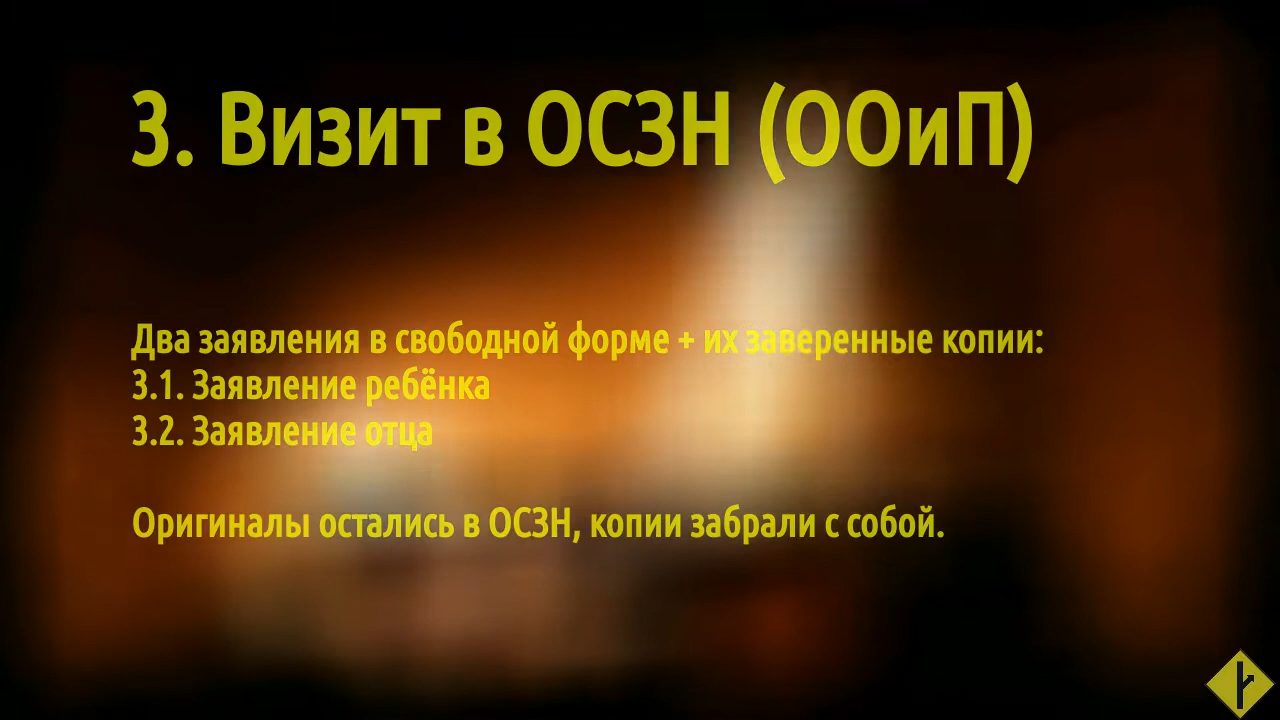 3. Визит в ОСЗН (ООиП)
Два заявления в свободной форме + их заверенные копии:
3.1. Заявление ребёнка
3.2. Заявление отца
Оригиналы остались в ОСЗН, копии забрали с собой.